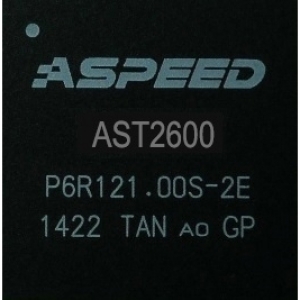 ASPEED
AST2600
P6R121.00S-2E
1422 TAN A0 GP